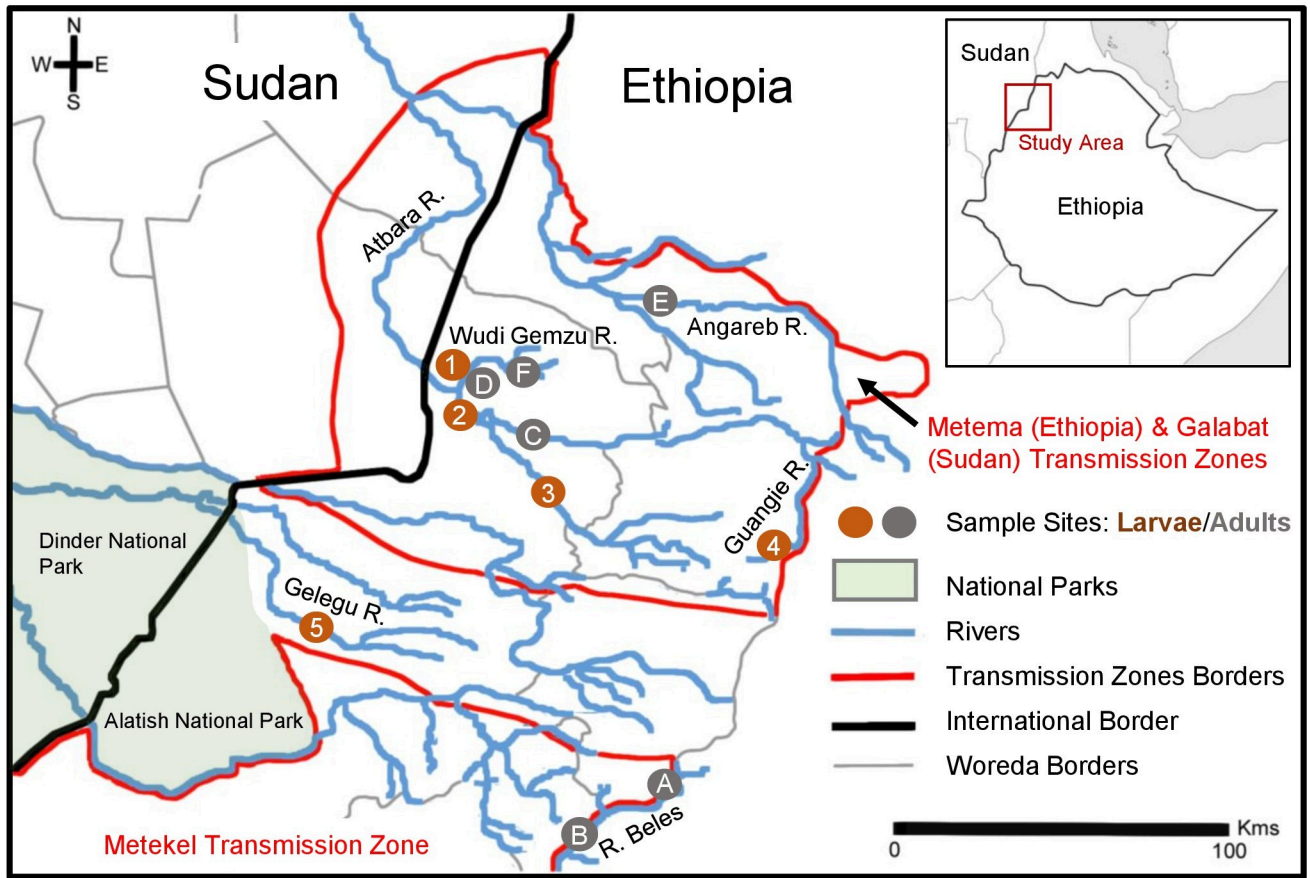 N
W E
S
Sudan
Ethiopia
Sudan
Study Area
Ethiopia
Atbara R.
E
Angareb R.
Wudi Gemzu R.
1
D
F
2
C
Metema (Ethiopia) & Galabat
(Sudan) Transmission Zones
3
Guangie R.
4
Sample Sites: Larvae/Adults
Dinder National
Park
National Parks
Gelegu R.
5
Rivers
Transmission Zones Borders
Alatish National Park
International Border
Woreda Borders
A
B
R. Beles
Metekel Transmission Zone
Kms
0 100